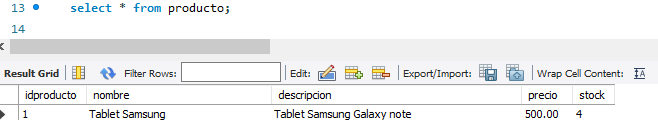 13 select * from producto;
14
Result Grid Filter Rows: Edit: Export/Import: Wrap Cell Content:
idproducto nombre descripcion precio stock
1 Tablet Samsung Tablet Samsung Galaxy note 500.00 4